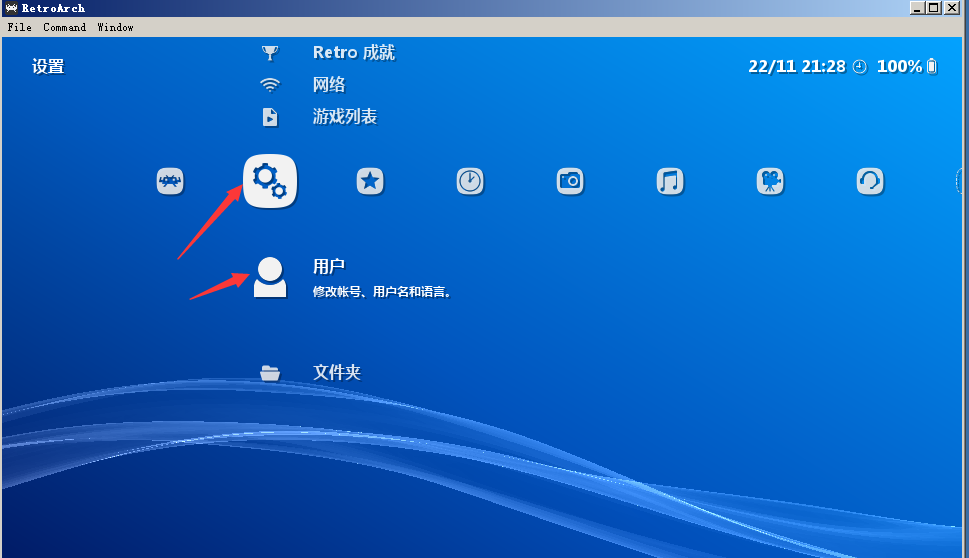 RetroArch
File Command Window
设置
Retro 成就
22/11 21:28 100%
网络
游戏列表
用户
修改帐号、用户名和语言。
文件夹